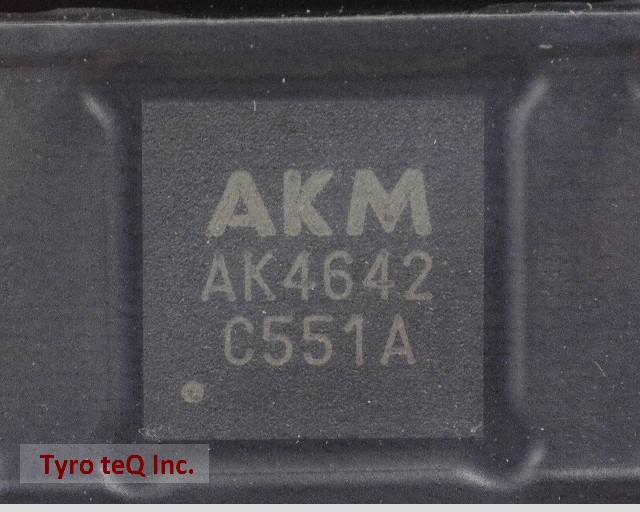 AKM
AK4642
C551A
Tyro teQ Inc.